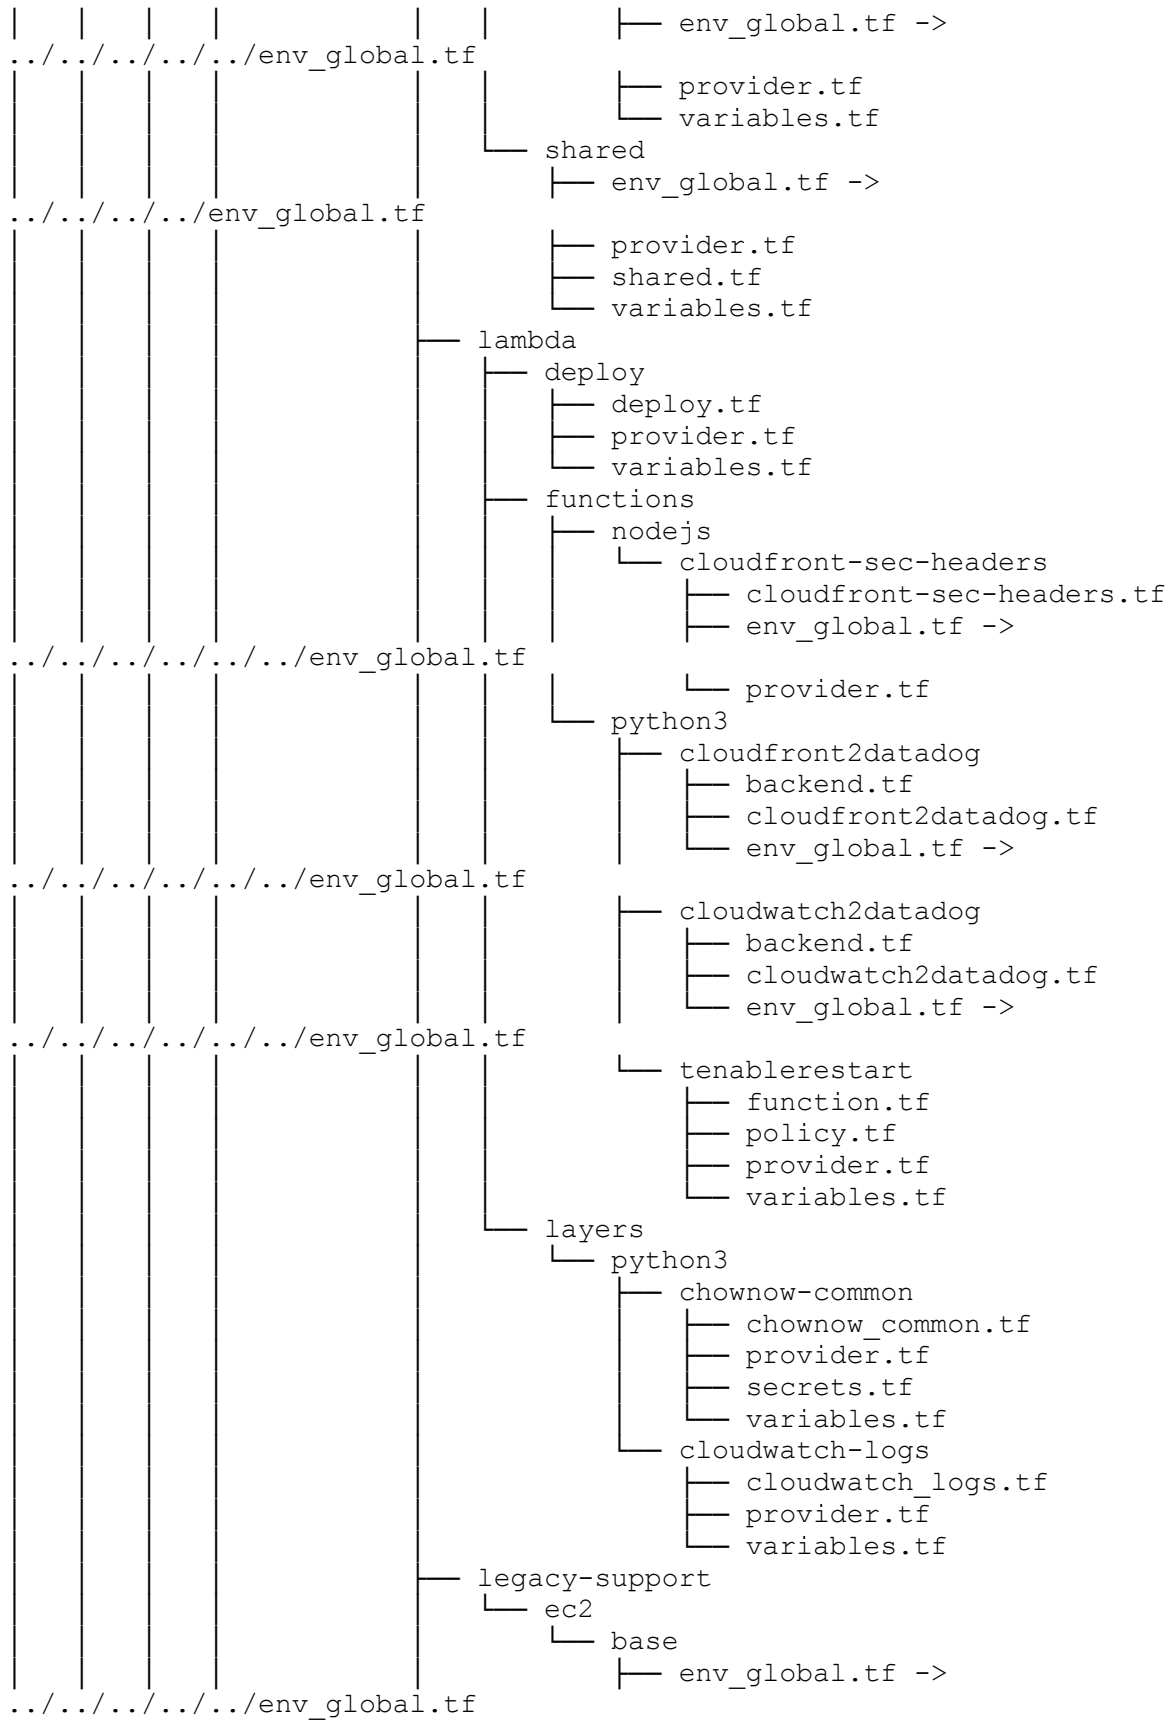 │   │   │   │           │   │       ├── env_global.tf ->
../../../../../env_global.tf
│   │   │   │           │   │       ├── provider.tf
│   │   │   │           │   │       └── variables.tf
│   │   │   │           │   └── shared
│   │   │   │           │       ├── env_global.tf ->
../../../../env_global.tf
│   │   │   │           │       ├── provider.tf
│   │   │   │           │       ├── shared.tf
│   │   │   │           │       └── variables.tf
│   │   │   │           ├── lambda
│   │   │   │           │   ├── deploy
│   │   │   │           │   │   ├── deploy.tf
│   │   │   │           │   │   ├── provider.tf
│   │   │   │           │   │   └── variables.tf
│   │   │   │           │   ├── functions
│   │   │   │           │   │   ├── nodejs
│   │   │   │           │   │   │   └── cloudfront-sec-headers
│   │   │   │           │   │   │       ├── cloudfront-sec-headers.tf
│   │   │   │           │   │   │       ├── env_global.tf ->
../../../../../../env_global.tf
│   │   │   │           │   │   │       └── provider.tf
│   │   │   │           │   │   └── python3
│   │   │   │           │   │       ├── cloudfront2datadog
│   │   │   │           │   │       │   ├── backend.tf
│   │   │   │           │   │       │   ├── cloudfront2datadog.tf
│   │   │   │           │   │       │   └── env_global.tf ->
../../../../../../env_global.tf
│   │   │   │           │   │       ├── cloudwatch2datadog
│   │   │   │           │   │       │   ├── backend.tf
│   │   │   │           │   │       │   ├── cloudwatch2datadog.tf
│   │   │   │           │   │       │   └── env_global.tf ->
../../../../../../env_global.tf
│   │   │   │           │   │       └── tenablerestart
│   │   │   │           │   │           ├── function.tf
│   │   │   │           │   │           ├── policy.tf
│   │   │   │           │   │           ├── provider.tf
│   │   │   │           │   │           └── variables.tf
│   │   │   │           │   └── layers
│   │   │   │           │       └── python3
│   │   │   │           │           ├── chownow-common
│   │   │   │           │           │   ├── chownow_common.tf
│   │   │   │           │           │   ├── provider.tf
│   │   │   │           │           │   ├── secrets.tf
│   │   │   │           │           │   └── variables.tf
│   │   │   │           │           └── cloudwatch-logs
│   │   │   │           │               ├── cloudwatch_logs.tf
│   │   │   │           │               ├── provider.tf
│   │   │   │           │               └── variables.tf
│   │   │   │           ├── legacy-support
│   │   │   │           │   └── ec2
│   │   │   │           │       └── base
│   │   │   │           │           ├── env_global.tf ->
../../../../../env_global.tf